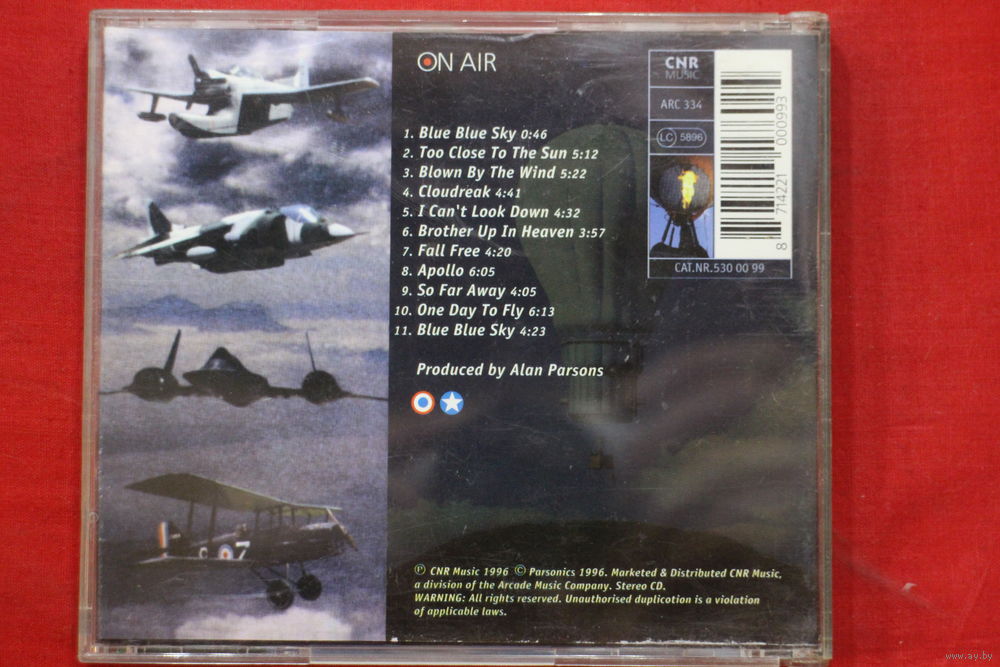 ON AIR
1. Blue Blue Sky 0:46
2. Too Close To The Sun 5:12
3. Blown By The Wind 5:22
4. Cloudreak 4:41
5. I Can't Look Down 4:32
6. Brother Up In Heaven 3:57
7. Fall Free 4:20
8. Apollo 6:05
9. So Far Away 4:05
10. One Day To Fly 6:13
11. Blue Blue Sky 4:23
Produced by Alan Parsons
CNR
MUSIC
ARC 334
LC 5896
8 714221 000993
CAT.NR.530 00 99
7
℗ CNR Music 1996 © Parsonics 1996. Marketed & Distributed CNR Music,
a division of the Arcade Music Company. Stereo CD.
WARNING: All rights reserved. Unauthorised duplicotion is a violation
of applicable laws.
www.ay.by